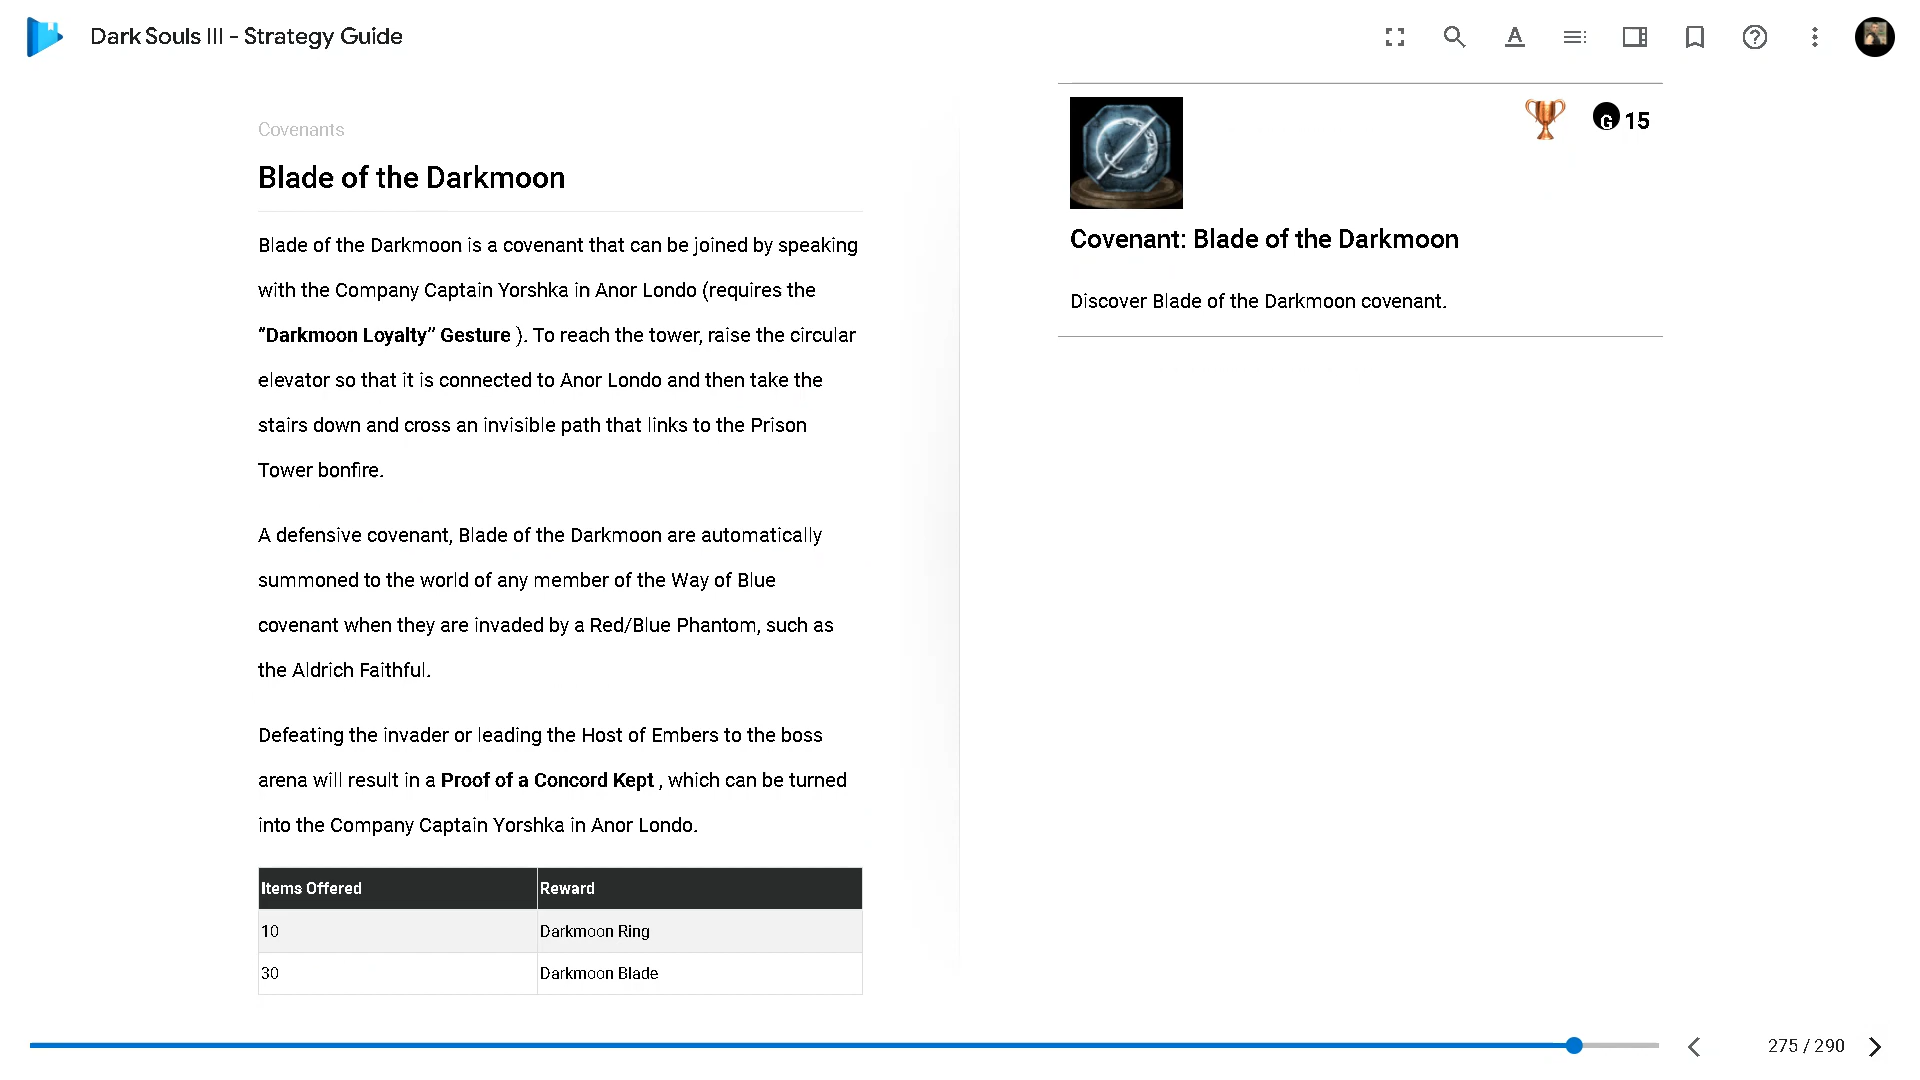 Dark Souls III - Strategy Guide
Covenants
Blade of the Darkmoon
Blade of the Darkmoon is a covenant that can be joined by speaking
with the Company Captain Yorshka in Anor Londo (requires the
“Darkmoon Loyalty” Gesture ). To reach the tower, raise the circular
elevator so that it is connected to Anor Londo and then take the
stairs down and cross an invisible path that links to the Prison
Tower bonfire.
A defensive covenant, Blade of the Darkmoon are automatically
summoned to the world of any member of the Way of Blue
covenant when they are invaded by a Red/Blue Phantom, such as
the Aldrich Faithful.
Defeating the invader or leading the Host of Embers to the boss
arena will result in a Proof of a Concord Kept , which can be turned
into the Company Captain Yorshka in Anor Londo.
Items Offered Reward
10 Darkmoon Ring
30 Darkmoon Blade
G 15
Covenant: Blade of the Darkmoon
Discover Blade of the Darkmoon covenant.
275 / 290